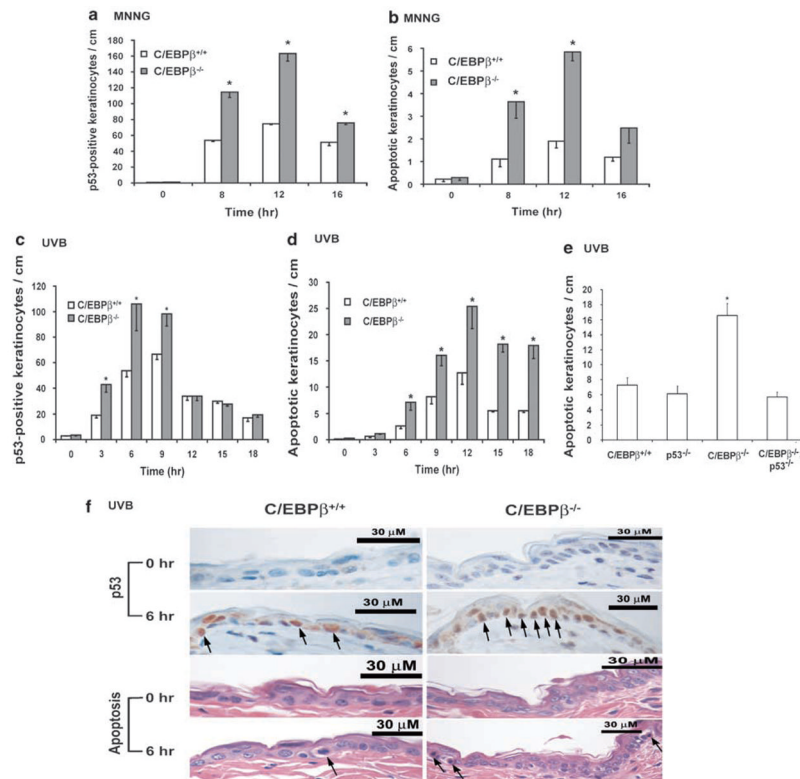 a MNNG
p53-positive keratinocytes / cm
180
160
140
120
100
80
60
40
20
0
C/EBPβ+/+
C/EBPβ-/-
*
*
*
0 8 12 16
Time (hr)
b MNNG
Apoptotic keratinocytes / cm
6
5
4
3
2
1
0
C/EBPβ+/+
C/EBPβ-/-
*
*
0 8 12 16
Time (hr)
c UVB
p53-positive keratinocytes / cm
120
100
80
60
40
20
0
C/EBPβ+/+
C/EBPβ-/-
*
*
*
0 3 6 9 12 15 18
Time (hr)
d UVB
Apoptotic keratinocytes / cm
30
25
20
15
10
5
0
C/EBPβ+/+
C/EBPβ-/-
*
*
*
*
*
0 3 6 9 12 15 18
Time (hr)
e UVB
Apoptotic keratinocytes / cm
18
16
14
12
10
8
6
4
2
0
*
C/EBPβ+/+ p53-/- C/EBPβ-/- C/EBPβ-/-
p53-/-
f UVB
C/EBPβ+/+ C/EBPβ-/-
p53
0 hr
30 μM 30 μM
6 hr
30 μM 30 μM
Apoptosis
0 hr
30 μM 30 μM
6 hr
30 μM 30 μM